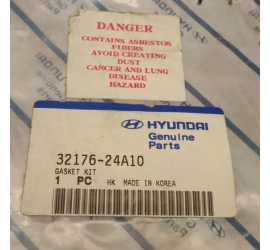 DANGER
CONTAINS ASBESTOS
FIBERS
AVOID CREATING
DUST
CANCER AND LUNG
DISEASE
HAZARD
HYUNDAI
Genuine
Parts
32176-24A10
GASKET KIT
1 PC HK MADE IN KOREA